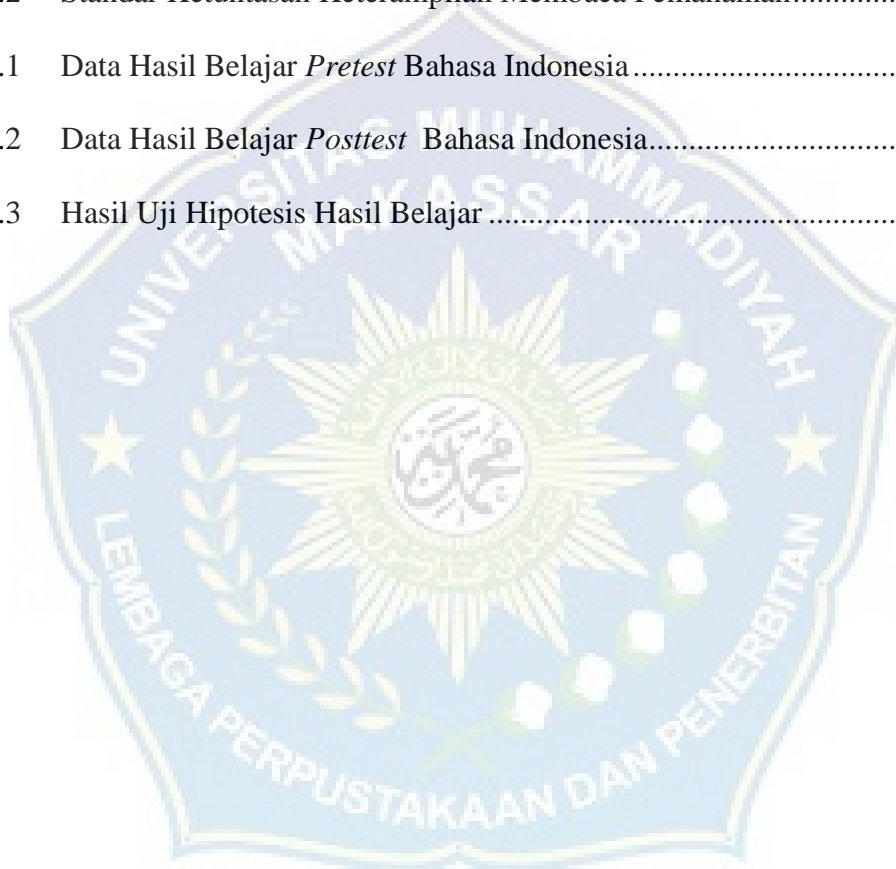 .2 Standar Ketuntasan Keterampilan Membaca Pemahaman..............
.1 Data Hasil Belajar Pretest Bahasa Indonesia..................................
.2 Data Hasil Belajar Posttest Bahasa Indonesia................................
.3 Hasil Uji Hipotesis Hasil Belajar....................................................
UNIVERSITAS MUHAMMADIYAH
MAKASSAR
LEMBAGA PERPUSTAKAAN DAN PENERBITAN